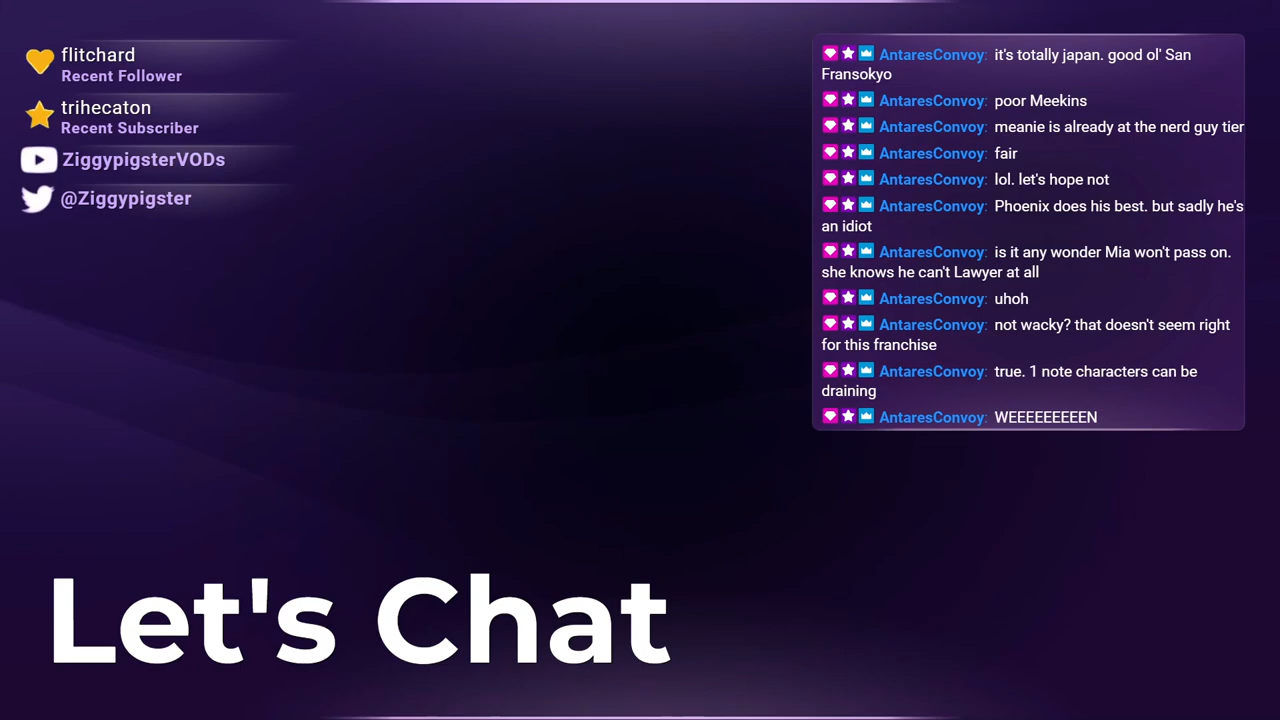 flitchard
Recent Follower
trihecaton
Recent Subscriber
ZiggypigsterVODs
@Ziggypigster
AntaresConvoy: it's totally japan. good ol' San
Fransokyo
AntaresConvoy: poor Meekins
AntaresConvoy: meanie is already at the nerd guy tier
AntaresConvoy: fair
AntaresConvoy: lol. let's hope not
AntaresConvoy: Phoenix does his best. but sadly he's
an idiot
AntaresConvoy: is it any wonder Mia won't pass on.
she knows he can't Lawyer at all
AntaresConvoy: uhoh
AntaresConvoy: not wacky? that doesn't seem right
for this franchise
AntaresConvoy: true. 1 note characters can be
draining
AntaresConvoy: WEEEEEEEEEN
Let's Chat